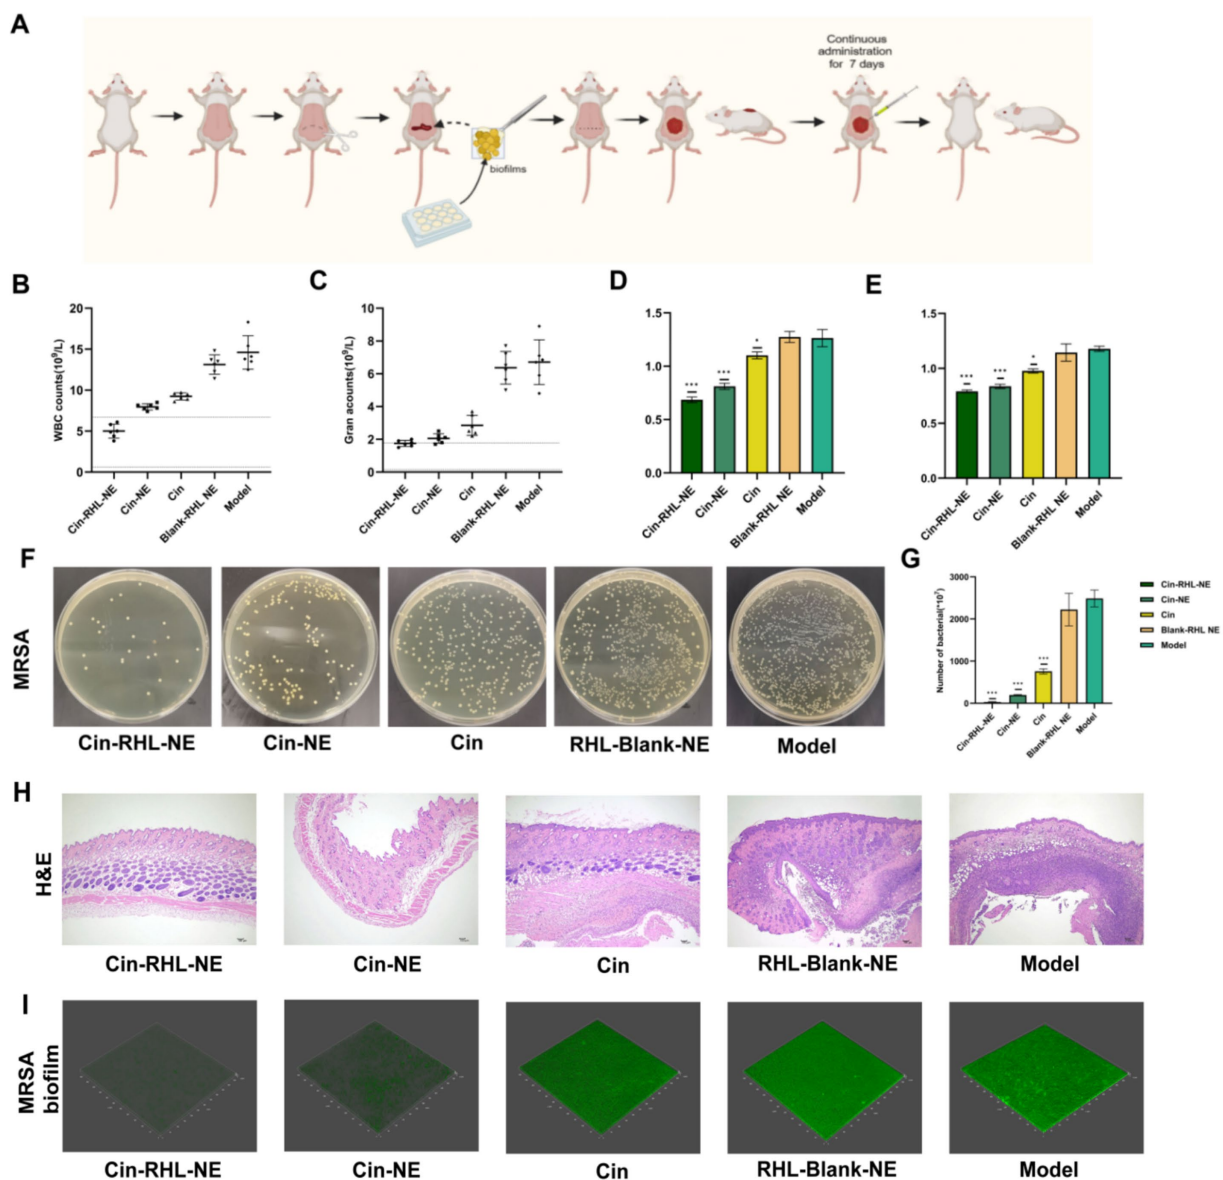 A
Continuous
administration
for 7 days
biofilms
B
WBC counts(10⁹/L)
20
15
10
5
0
Cin-RHL-NE
Cin-NE
Cin
Blank-RHL NE
Model
C
Gran acounts(10⁹/L)
10
8
6
4
2
0
Cin-RHL-NE
Cin-NE
Cin
Blank-RHL NE
Model
D
1.5
1.0
0.5
0.0
***
***
*
Cin-RHL-NE
Cin-NE
Cin
Blank-RHL NE
Model
E
1.5
1.0
0.5
0.0
***
***
*
Cin-RHL-NE
Cin-NE
Cin
Blank-RHL NE
Model
F
MRSA
Cin-RHL-NE
Cin-NE
Cin
RHL-Blank-NE
Model
G
Number of bacterial(*10⁷)
3000
2000
1000
0
***
***
***
Cin-RHL-NE
Cin-NE
Cin
Blank-RHL NE
Model
Cin-RHL-NE
Cin-NE
Cin
Blank-RHL NE
Model
H
H&E
Cin-RHL-NE
Cin-NE
Cin
RHL-Blank-NE
Model
I
MRSA
biofilm
Cin-RHL-NE
Cin-NE
Cin
RHL-Blank-NE
Model